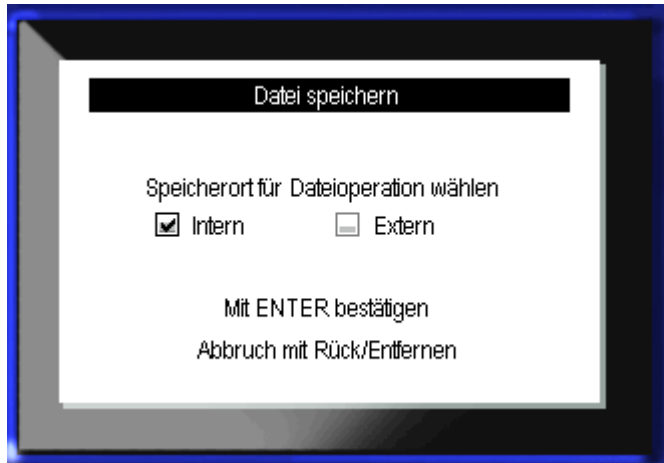 Datei speichern
Speicherort für Dateioperation wählen
Intern Extern
Mit ENTER bestätigen
Abbruch mit Rück/Entfernen